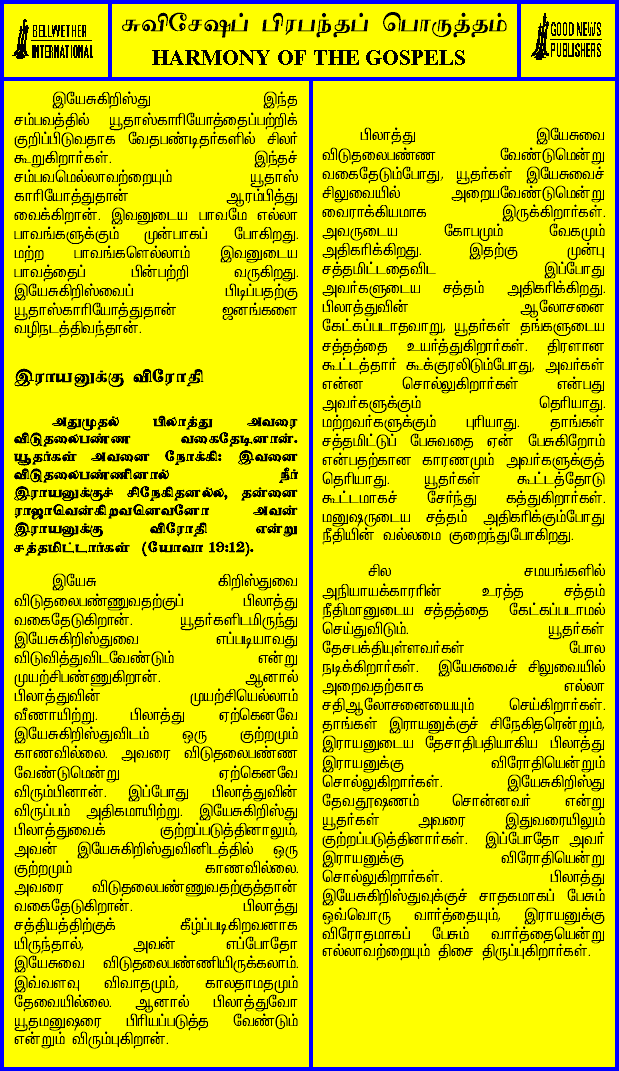 BELLWETHER
INTERNATIONAL
சுவிசேஷப் பிரபந்தப் பொருத்தம்
HARMONY OF THE GOSPELS
GOOD NEWS
PUBLISHERS
இயேசுகிறிஸ்து இந்த
சம்பவத்தில் யூதாஸ்காரியோத்தைப்பற்றிக்
குறிப்பிடுவதாக வேதபண்டிதர்களில் சிலர்
கூறுகிறார்கள். இந்தச்
சம்பவமெல்லாவற்றையும் யூதாஸ்
காரியோத்துதான் ஆரம்பித்து
வைக்கிறான். இவனுடைய பாவமே எல்லா
பாவங்களுக்கும் முன்பாகப் போகிறது.
மற்ற பாவங்களெல்லாம் இவனுடைய
பாவத்தைப் பின்பற்றி வருகிறது.
இயேசுகிறிஸ்வைப் பிடிப்பதற்கு
யூதாஸ்காரியோத்துதான் ஜனங்களை
வழிநடத்திவந்தான்.
இராயனுக்கு விரோதி
அதுமுதல் பிலாத்து அவரை
விடுதலைபண்ண வகைதேடினான்.
யூதர்கள் அவனை நோக்கி: இவனை
விடுதலைபண்ணினால் நீர்
இராயனுக்குச் சிநேகிதனல்ல, தன்னை
ராஜாவென்கிறவனெவனோ அவன்
இராயனுக்கு விரோதி என்று
சத்தமிட்டார்கள் (யோவா 19:12).
இயேசு கிறிஸ்துவை
விடுதலைபண்ணுவதற்குப் பிலாத்து
வகைதேடுகிறான். யூதர்களிடமிருந்து
இயேசுகிறிஸ்துவை எப்படியாவது
விடுவித்துவிடவேண்டும் என்று
முயற்சிபண்ணுகிறான். ஆனால்
பிலாத்துவின் முயற்சியெல்லாம்
வீணாயிற்று. பிலாத்து ஏற்கெனவே
இயேசுகிறிஸ்துவிடம் ஒரு குற்றமும்
காணவில்லை. அவரை விடுதலைபண்ண
வேண்டுமென்று ஏற்கெனவே
விரும்பினான். இப்போது பிலாத்துவின்
விருப்பம் அதிகமாயிற்று. இயேசுகிறிஸ்து
பிலாத்துவைக் குற்றப்படுத்தினாலும்,
அவன் இயேசுகிறிஸ்துவினிடத்தில் ஒரு
குற்றமும் காணவில்லை.
அவரை விடுதலைபண்ணுவதற்குத்தான்
வகைதேடுகிறான். பிலாத்து
சத்தியத்திற்குக் கீழ்ப்படிகிறவனாக
யிருந்தால், அவன் எப்போதோ
இயேசுவை விடுதலைபண்ணியிருக்கலாம்.
இவ்வளவு விவாதமும், காலதாமதமும்
தேவையில்லை. ஆனால் பிலாத்துவோ
யூதமனுஷரை பிரியப்படுத்த வேண்டும்
என்றும் விரும்புகிறான்.
பிலாத்து இயேசுவை
விடுதலைபண்ண வேண்டுமென்று
வகைதேடும்போது, யூதர்கள் இயேசுவைச்
சிலுவையில் அறையவேண்டுமென்று
வைராக்கியமாக இருக்கிறார்கள்.
அவருடைய கோபமும் வேகமும்
அதிகரிக்கிறது. இதற்கு முன்பு
சத்தமிட்டதைவிட இப்போது
அவர்களுடைய சத்தம் அதிகரிக்கிறது.
பிலாத்துவின் ஆலோசனை
கேட்கப்படாதவாறு, யூதர்கள் தங்களுடைய
சத்தத்தை உயர்த்துகிறார்கள். திரளான
கூட்டத்தார் கூக்குரலிடும்போது, அவர்கள்
என்ன சொல்லுகிறார்கள் என்பது
அவர்களுக்கும் தெரியாது.
மற்றவர்களுக்கும் புரியாது. தாங்கள்
சத்தமிட்டுப் பேசுவதை ஏன் பேசுகிறோம்
என்பதற்கான காரணமும் அவர்களுக்குத்
தெரியாது. யூதர்கள் கூட்டத்தோடு
கூட்டமாகச் சேர்ந்து கத்துகிறார்கள்.
மனுஷருடைய சத்தம் அதிகரிக்கும்போது
நீதியின் வல்லமை குறைந்துபோகிறது.
சில சமயங்களில்
அநியாயக்காரரின் உரத்த சத்தம்
நீதிமானுடைய சத்தத்தை கேட்கப்படாமல்
செய்துவிடும். யூதர்கள்
தேசபக்தியுள்ளவர்கள் போல
நடிக்கிறார்கள். இயேசுவைச் சிலுவையில்
அறைவதற்காக எல்லா
சதிஆலோசனையையும் செய்கிறார்கள்.
தாங்கள் இராயனுக்குச் சிநேகிதரென்றும்,
இராயனுடைய தேசாதிபதியாகிய பிலாத்து
இராயனுக்கு விரோதியென்றும்
சொல்லுகிறார்கள். இயேசுகிறிஸ்து
தேவதூஷணம் சொன்னவர் என்று
யூதர்கள் அவரை இதுவரையிலும்
குற்றப்படுத்தினார்கள். இப்போதோ அவர்
இராயனுக்கு விரோதியென்று
சொல்லுகிறார்கள். பிலாத்து
இயேசுகிறிஸ்துவுக்குச் சாதகமாகப் பேசும்
ஒவ்வொரு வார்த்தையும், இராயனுக்கு
விரோதமாகப் பேசும் வார்த்தையென்று
எல்லாவற்றையும் திசை திருப்புகிறார்கள்.